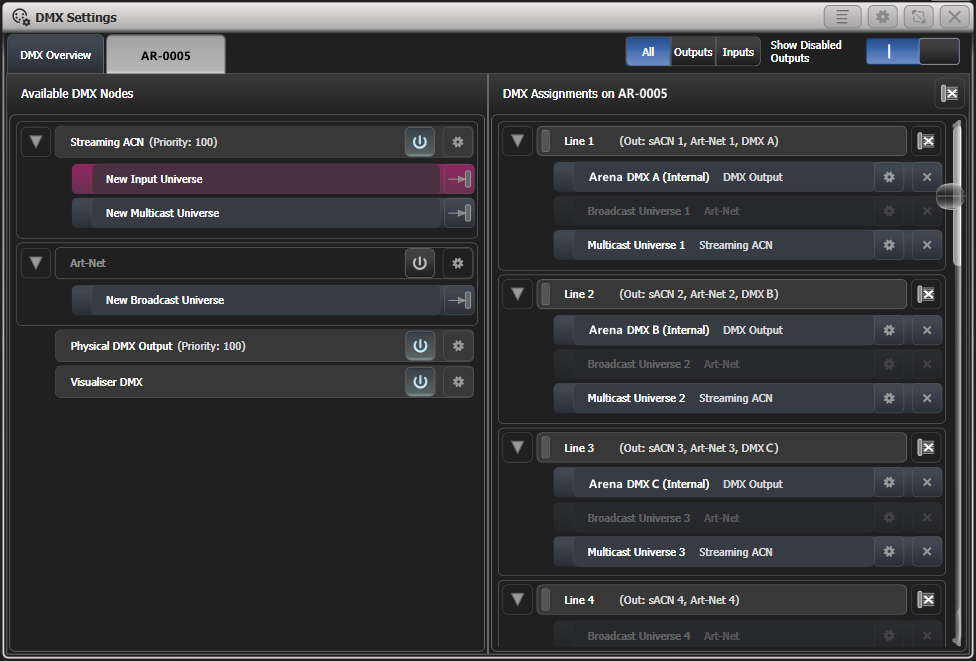 DMX Settings
DMX Overview
AR-0005
All
Outputs
Inputs
Show Disabled
Outputs
Available DMX Nodes
Streaming ACN (Priority: 100)
New Input Universe
New Multicast Universe
Art-Net
New Broadcast Universe
Physical DMX Output (Priority: 100)
Visualiser DMX
DMX Assignments on AR-0005
Line 1 (Out: sACN 1, Art-Net 1, DMX A)
Arena DMX A (Internal) DMX Output
Broadcast Universe 1 Art-Net
Multicast Universe 1 Streaming ACN
Line 2 (Out: sACN 2, Art-Net 2, DMX B)
Arena DMX B (Internal) DMX Output
Broadcast Universe 2 Art-Net
Multicast Universe 2 Streaming ACN
Line 3 (Out: sACN 3, Art-Net 3, DMX C)
Arena DMX C (Internal) DMX Output
Broadcast Universe 3 Art-Net
Multicast Universe 3 Streaming ACN
Line 4 (Out: sACN 4, Art-Net 4)
Broadcast Universe 4 Art-Net